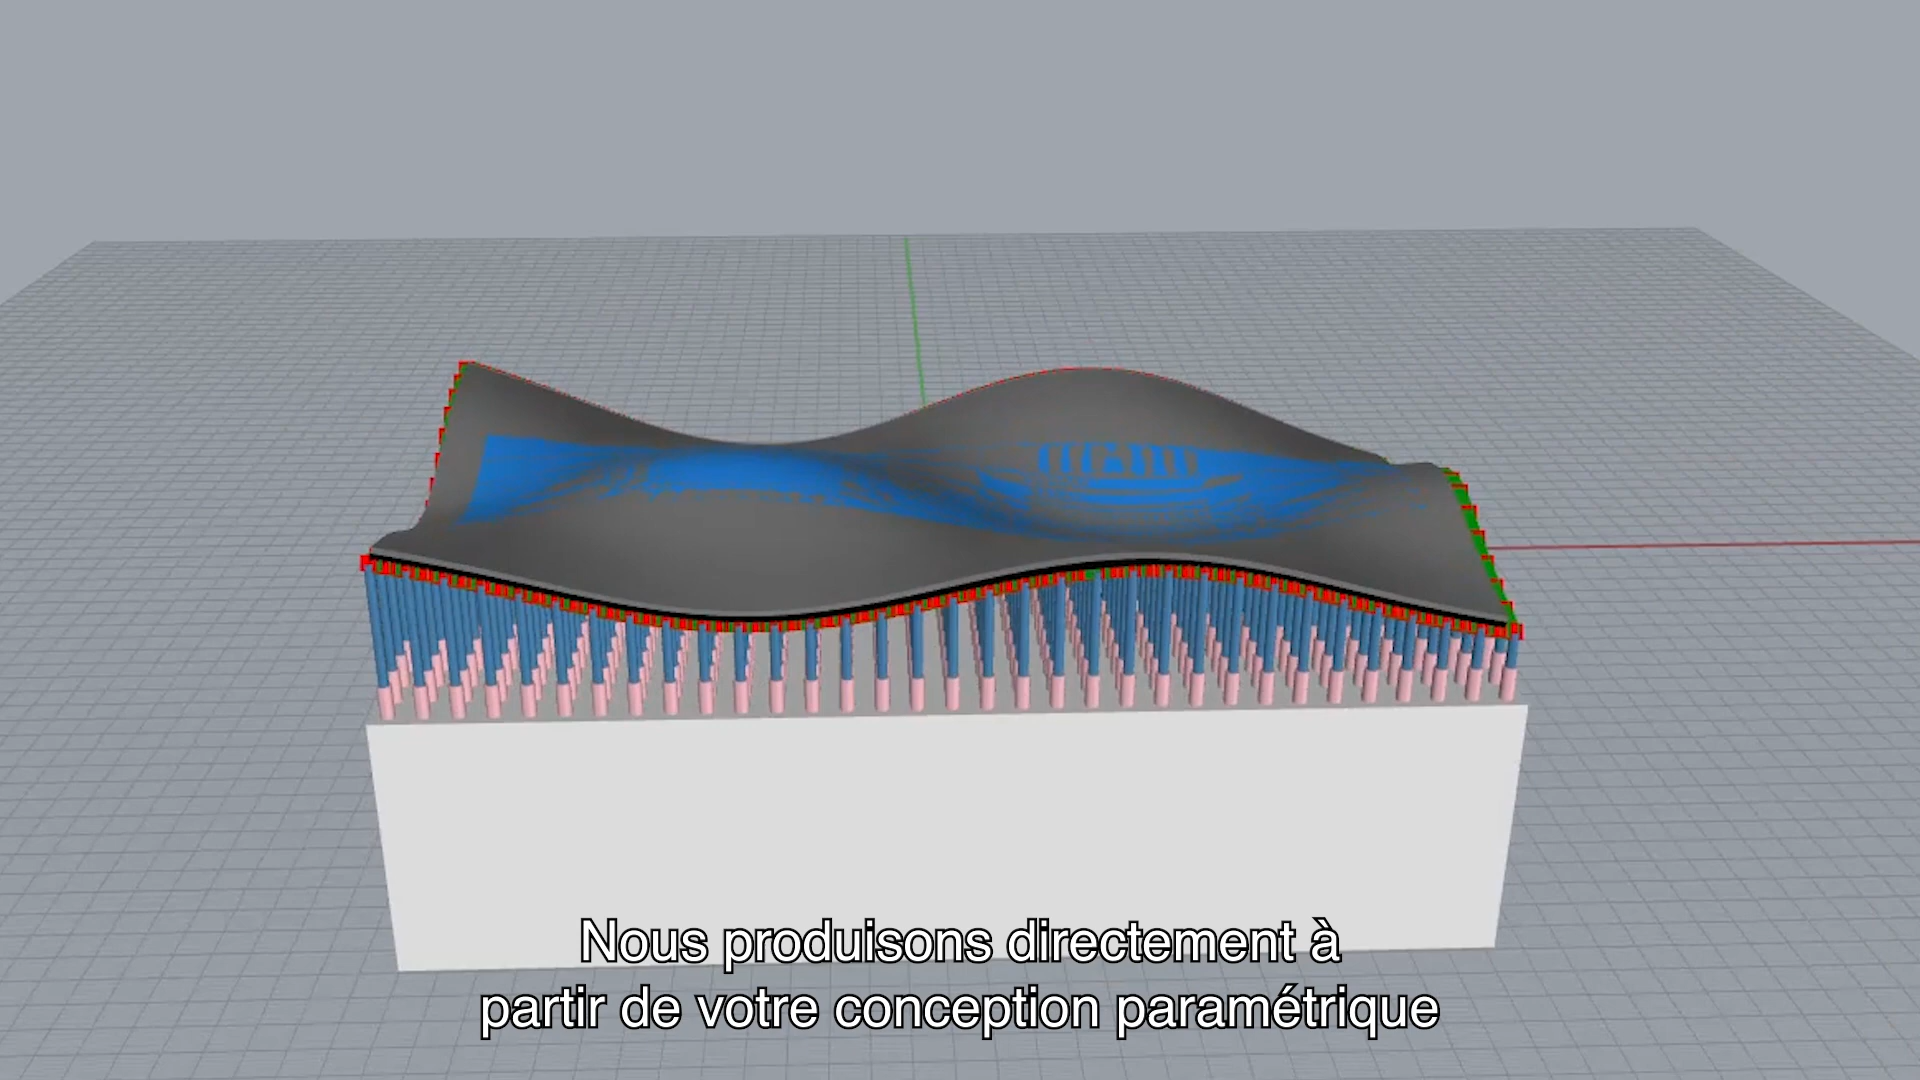 Nous produisons directement à
partir de votre conception paramétrique